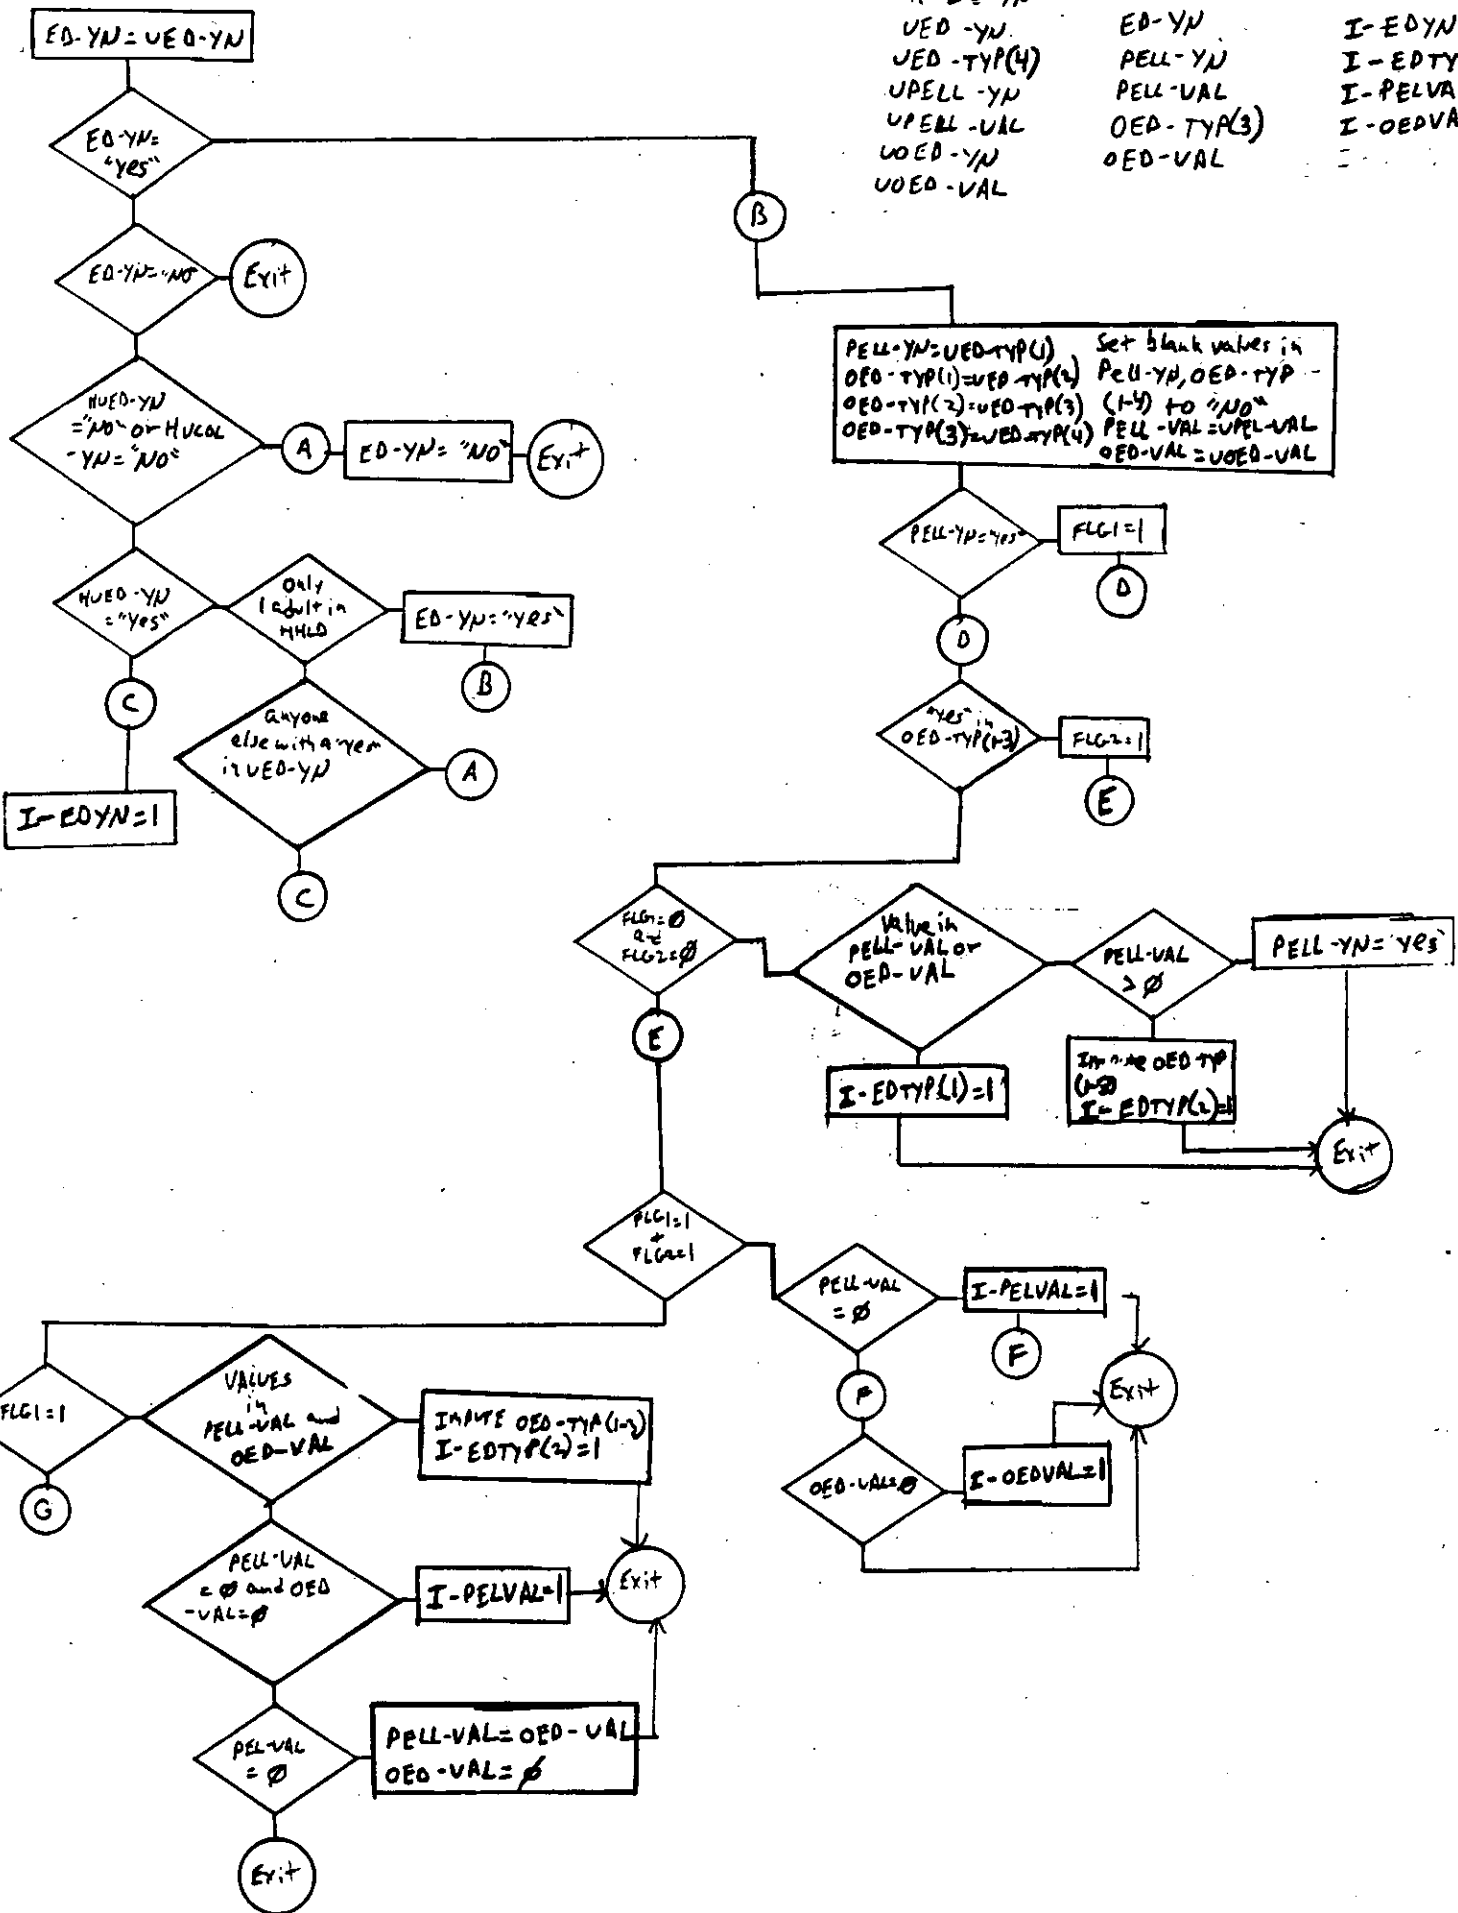 UED-YN
UED-TYP(4)
UPELL-YN
UPELL-VAL
UOED-YN
UOED-VAL
ED-YN
PELL-YN
PELL-VAL
OED-TYP(3)
OED-VAL
I-EDYN
I-EDTY
I-PELVA
I-OEDVA
ED-YN=UED-YN
ED-YN=
"Yes"
B
ED-YN="NO"
Exit
HUED-YN
="NO" or HUCOL
-YN="NO"
A
ED-YN="NO"
Exit
HUED-YN
="Yes"
Only
1 adult in
HHLD
ED-YN="Yes"
B
C
anyone
else with a yes
in UED-YN
A
I-EDYN=1
C
PELL-YN=UED-TYP(1)
OED-TYP(1)=UED-TYP(2)
OED-TYP(2)=UED-TYP(3)
OED-TYP(3)=UED-TYP(4)
Set blank values in
Pell-YN, OED-TYP
(1-4) to "NO"
PELL-VAL=UPEL-VAL
OED-VAL=UOED-VAL
PELL-YN="Yes"
FLG1=1
D
D
"Yes" in
OED-TYP(1-3)
FLG2=1
E
FLG1=Ø
and
FLG2=Ø
Value in
PELL-VAL or
OED-VAL
PELL-VAL
>Ø
PELL-YN="Yes"
E
I-EDTYP(1)=1
OED-TYP
I-EDTYP(2)=1
Exit
FLG1=1
+
FLG2=1
PELL-VAL
=Ø
I-PELVAL=1
F
F
Exit
OED-VAL=Ø
I-OEDVAL=1
FLG1=1
VALUES
in
PELL-VAL and
OED-VAL
IMPUTE OED-TYP(1-3)
I-EDTYP(2)=1
G
PELL-VAL
=Ø and OED
-VAL=Ø
I-PELVAL=1
Exit
PEL-VAL
=Ø
PELL-VAL=OED-VAL
OED-VAL=Ø
Exit